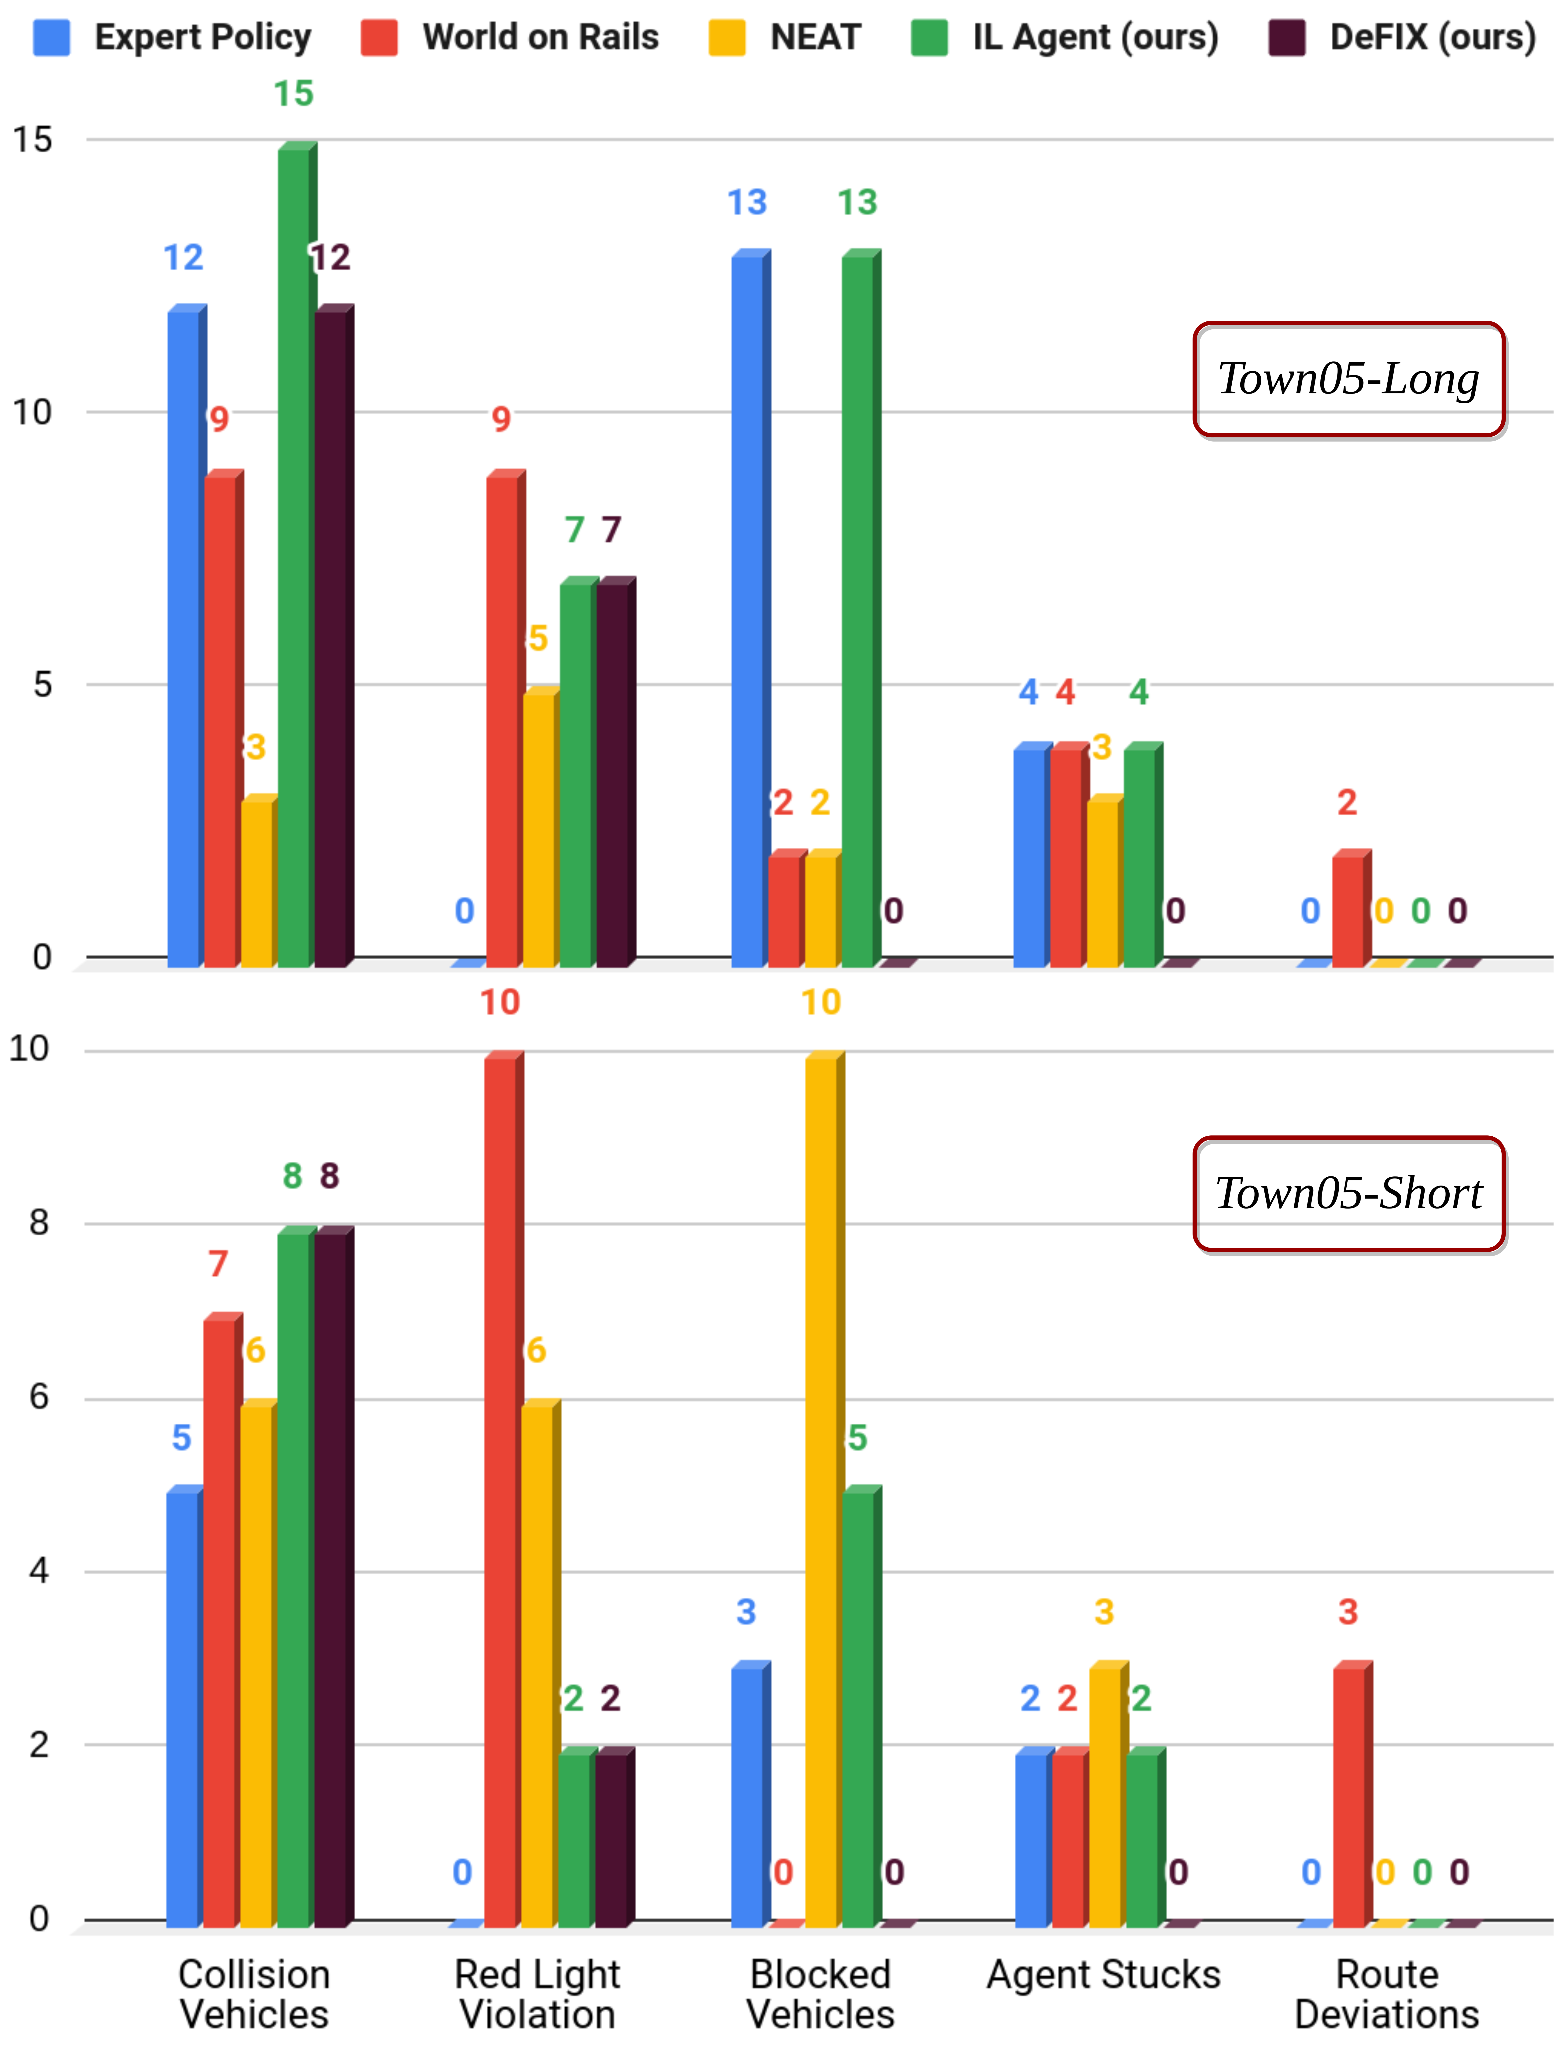 Expert Policy World on Rails NEAT IL Agent (ours) DeFIX (ours)
15
15
13 13
12 12
Town05-Long
10
9 9
7 7
5
5
4 4 4
3 3
2 2 2
0 0 0 0 0 0 0
0
10 10
10
8 8
8
Town05-Short
7
6 6
6
5 5
4
3 3 3
2 2 2 2 2
2
0 0 0 0 0 0 0 0
0
Collision Red Light Blocked Agent Stucks Route
Vehicles Violation Vehicles Deviations